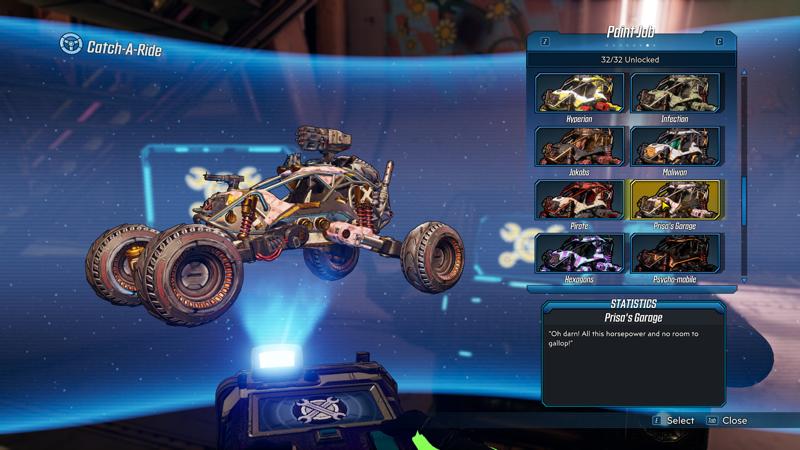 Catch-A-Ride
Paint Job
Z
C
32/32 Unlocked
Hyperion
Infection
Jakobs
Maliwan
Pirate
Prisa's Garage
Hexagons
Psycho-mobile
STATISTICS
Prisa's Garage
"Oh darn! All this horsepower and no room to
gallop!"
E Select
Tab Close